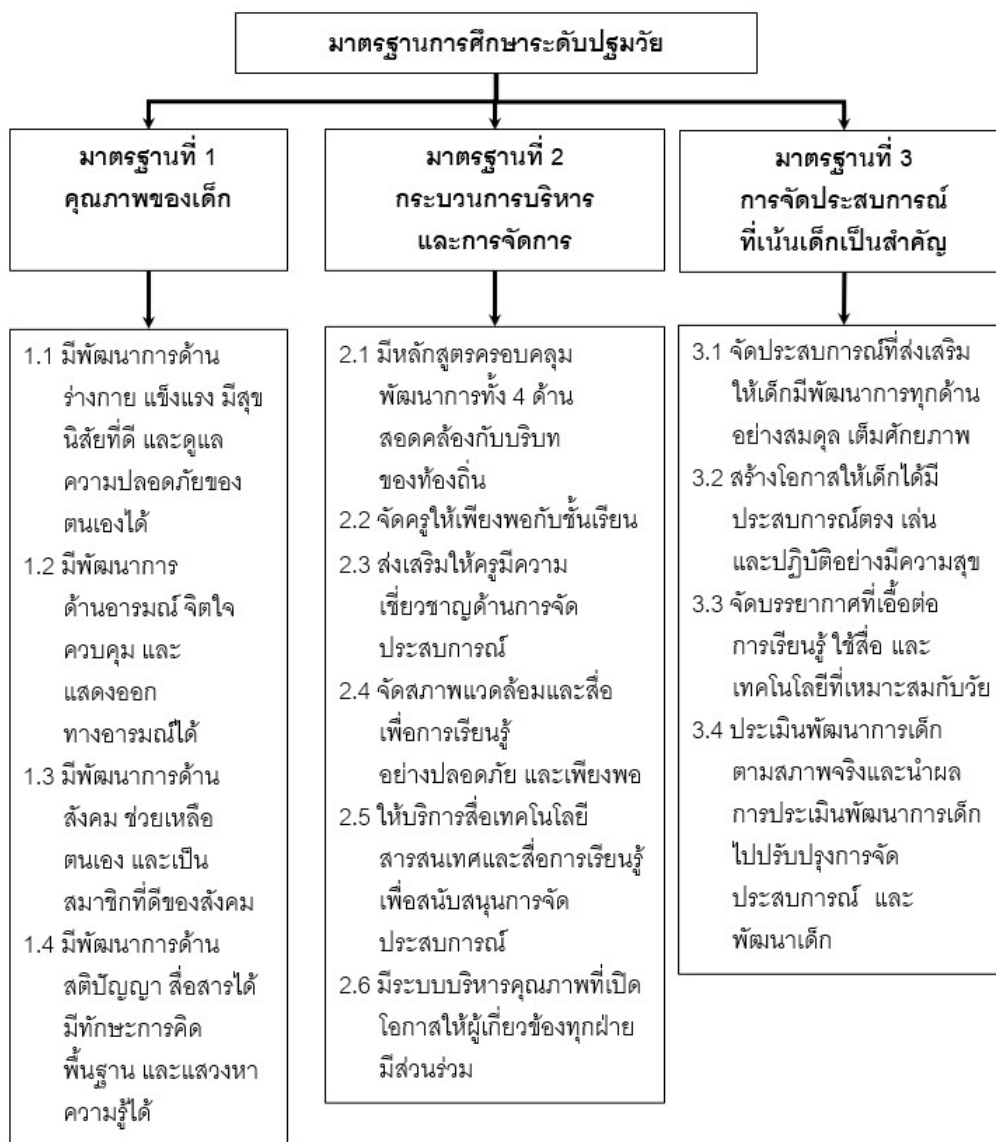 มาตรฐานการศึกษาระดับปฐมวัย
มาตรฐานที่ 1
คุณภาพของเด็ก
มาตรฐานที่ 2
กระบวนการบริหาร
และการจัดการ
มาตรฐานที่ 3
การจัดประสบการณ์
ที่เน้นเด็กเป็นสำคัญ
1.1 มีพัฒนาการด้าน
ร่างกาย แข็งแรง มีสุข
นิสัยที่ดี และดูแล
ความปลอดภัยของ
ตนเองได้
1.2 มีพัฒนาการ
ด้านอารมณ์ จิตใจ
ควบคุม และ
แสดงออก
ทางอารมณ์ได้
1.3 มีพัฒนาการด้าน
สังคม ช่วยเหลือ
ตนเอง และเป็น
สมาชิกที่ดีของสังคม
1.4 มีพัฒนาการด้าน
สติปัญญา สื่อสารได้
มีทักษะการคิด
พื้นฐาน และแสวงหา
ความรู้ได้
2.1 มีหลักสูตรครอบคลุม
พัฒนาการทั้ง 4 ด้าน
สอดคล้องกับบริบท
ของท้องถิ่น
2.2 จัดครูให้เพียงพอกับชั้นเรียน
2.3 ส่งเสริมให้ครูมีความ
เชี่ยวชาญด้านการจัด
ประสบการณ์
2.4 จัดสภาพแวดล้อมและสื่อ
เพื่อการเรียนรู้
อย่างปลอดภัย และเพียงพอ
2.5 ให้บริการสื่อเทคโนโลยี
สารสนเทศและสื่อการเรียนรู้
เพื่อสนับสนุนการจัด
ประสบการณ์
2.6 มีระบบบริหารคุณภาพที่เปิด
โอกาสให้ผู้เกี่ยวข้องทุกฝ่าย
มีส่วนร่วม
3.1 จัดประสบการณ์ที่ส่งเสริม
ให้เด็กมีพัฒนาการทุกด้าน
อย่างสมดุล เต็มศักยภาพ
3.2 สร้างโอกาสให้เด็กได้มี
ประสบการณ์ตรง เล่น
และปฏิบัติอย่างมีความสุข
3.3 จัดบรรยากาศที่เอื้อต่อ
การเรียนรู้ ใช้สื่อ และ
เทคโนโลยีที่เหมาะสมกับวัย
3.4 ประเมินพัฒนาการเด็ก
ตามสภาพจริงและนำผล
การประเมินพัฒนาการเด็ก
ไปปรับปรุงการจัด
ประสบการณ์ และ
พัฒนาเด็ก